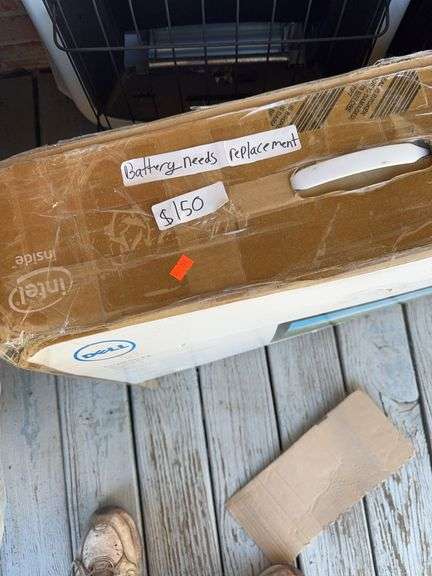 Battery needs replacement
$150
intel
inside
DELL